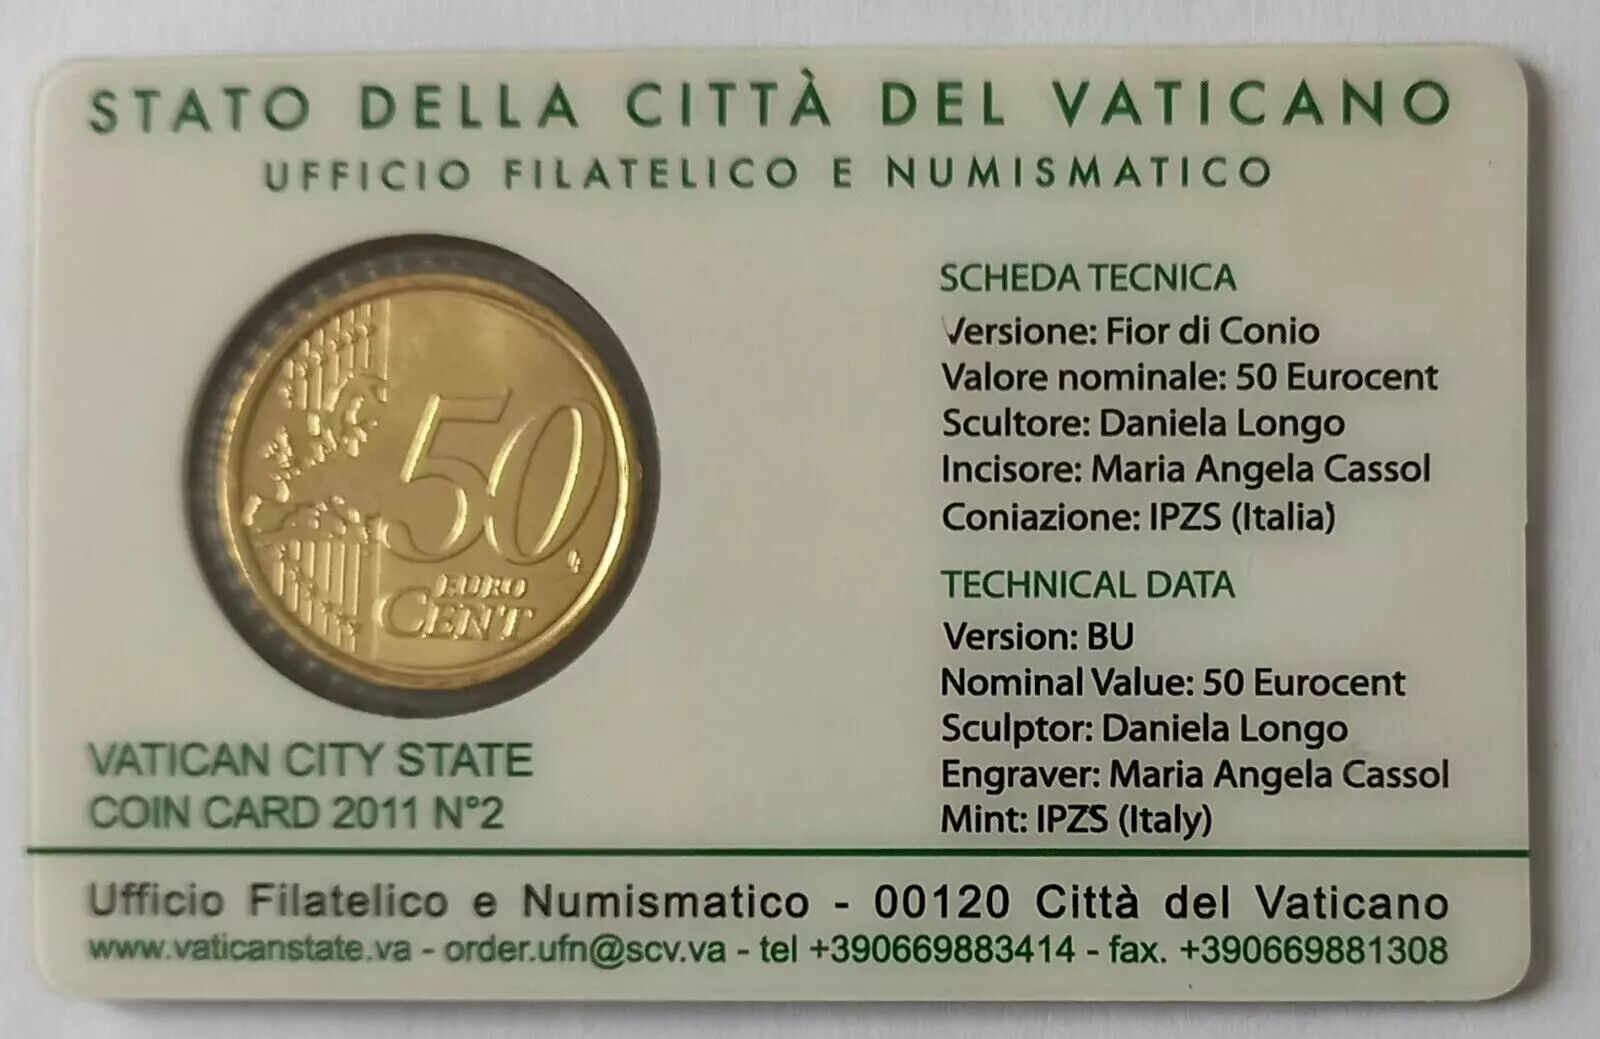 STATO DELLA CITTÀ DEL VATICANO
UFFICIO FILATELICO E NUMISMATICO
50
EURO
CENT
VATICAN CITY STATE
COIN CARD 2011 N°2
SCHEDA TECNICA
Versione: Fior di Conio
Valore nominale: 50 Eurocent
Scultore: Daniela Longo
Incisore: Maria Angela Cassol
Coniazione: IPZS (Italia)
TECHNICAL DATA
Version: BU
Nominal Value: 50 Eurocent
Sculptor: Daniela Longo
Engraver: Maria Angela Cassol
Mint: IPZS (Italy)
Ufficio Filatelico e Numismatico - 00120 Città del Vaticano
www.vaticanstate.va - order.ufn@scv.va - tel +390669883414 - fax. +390669881308